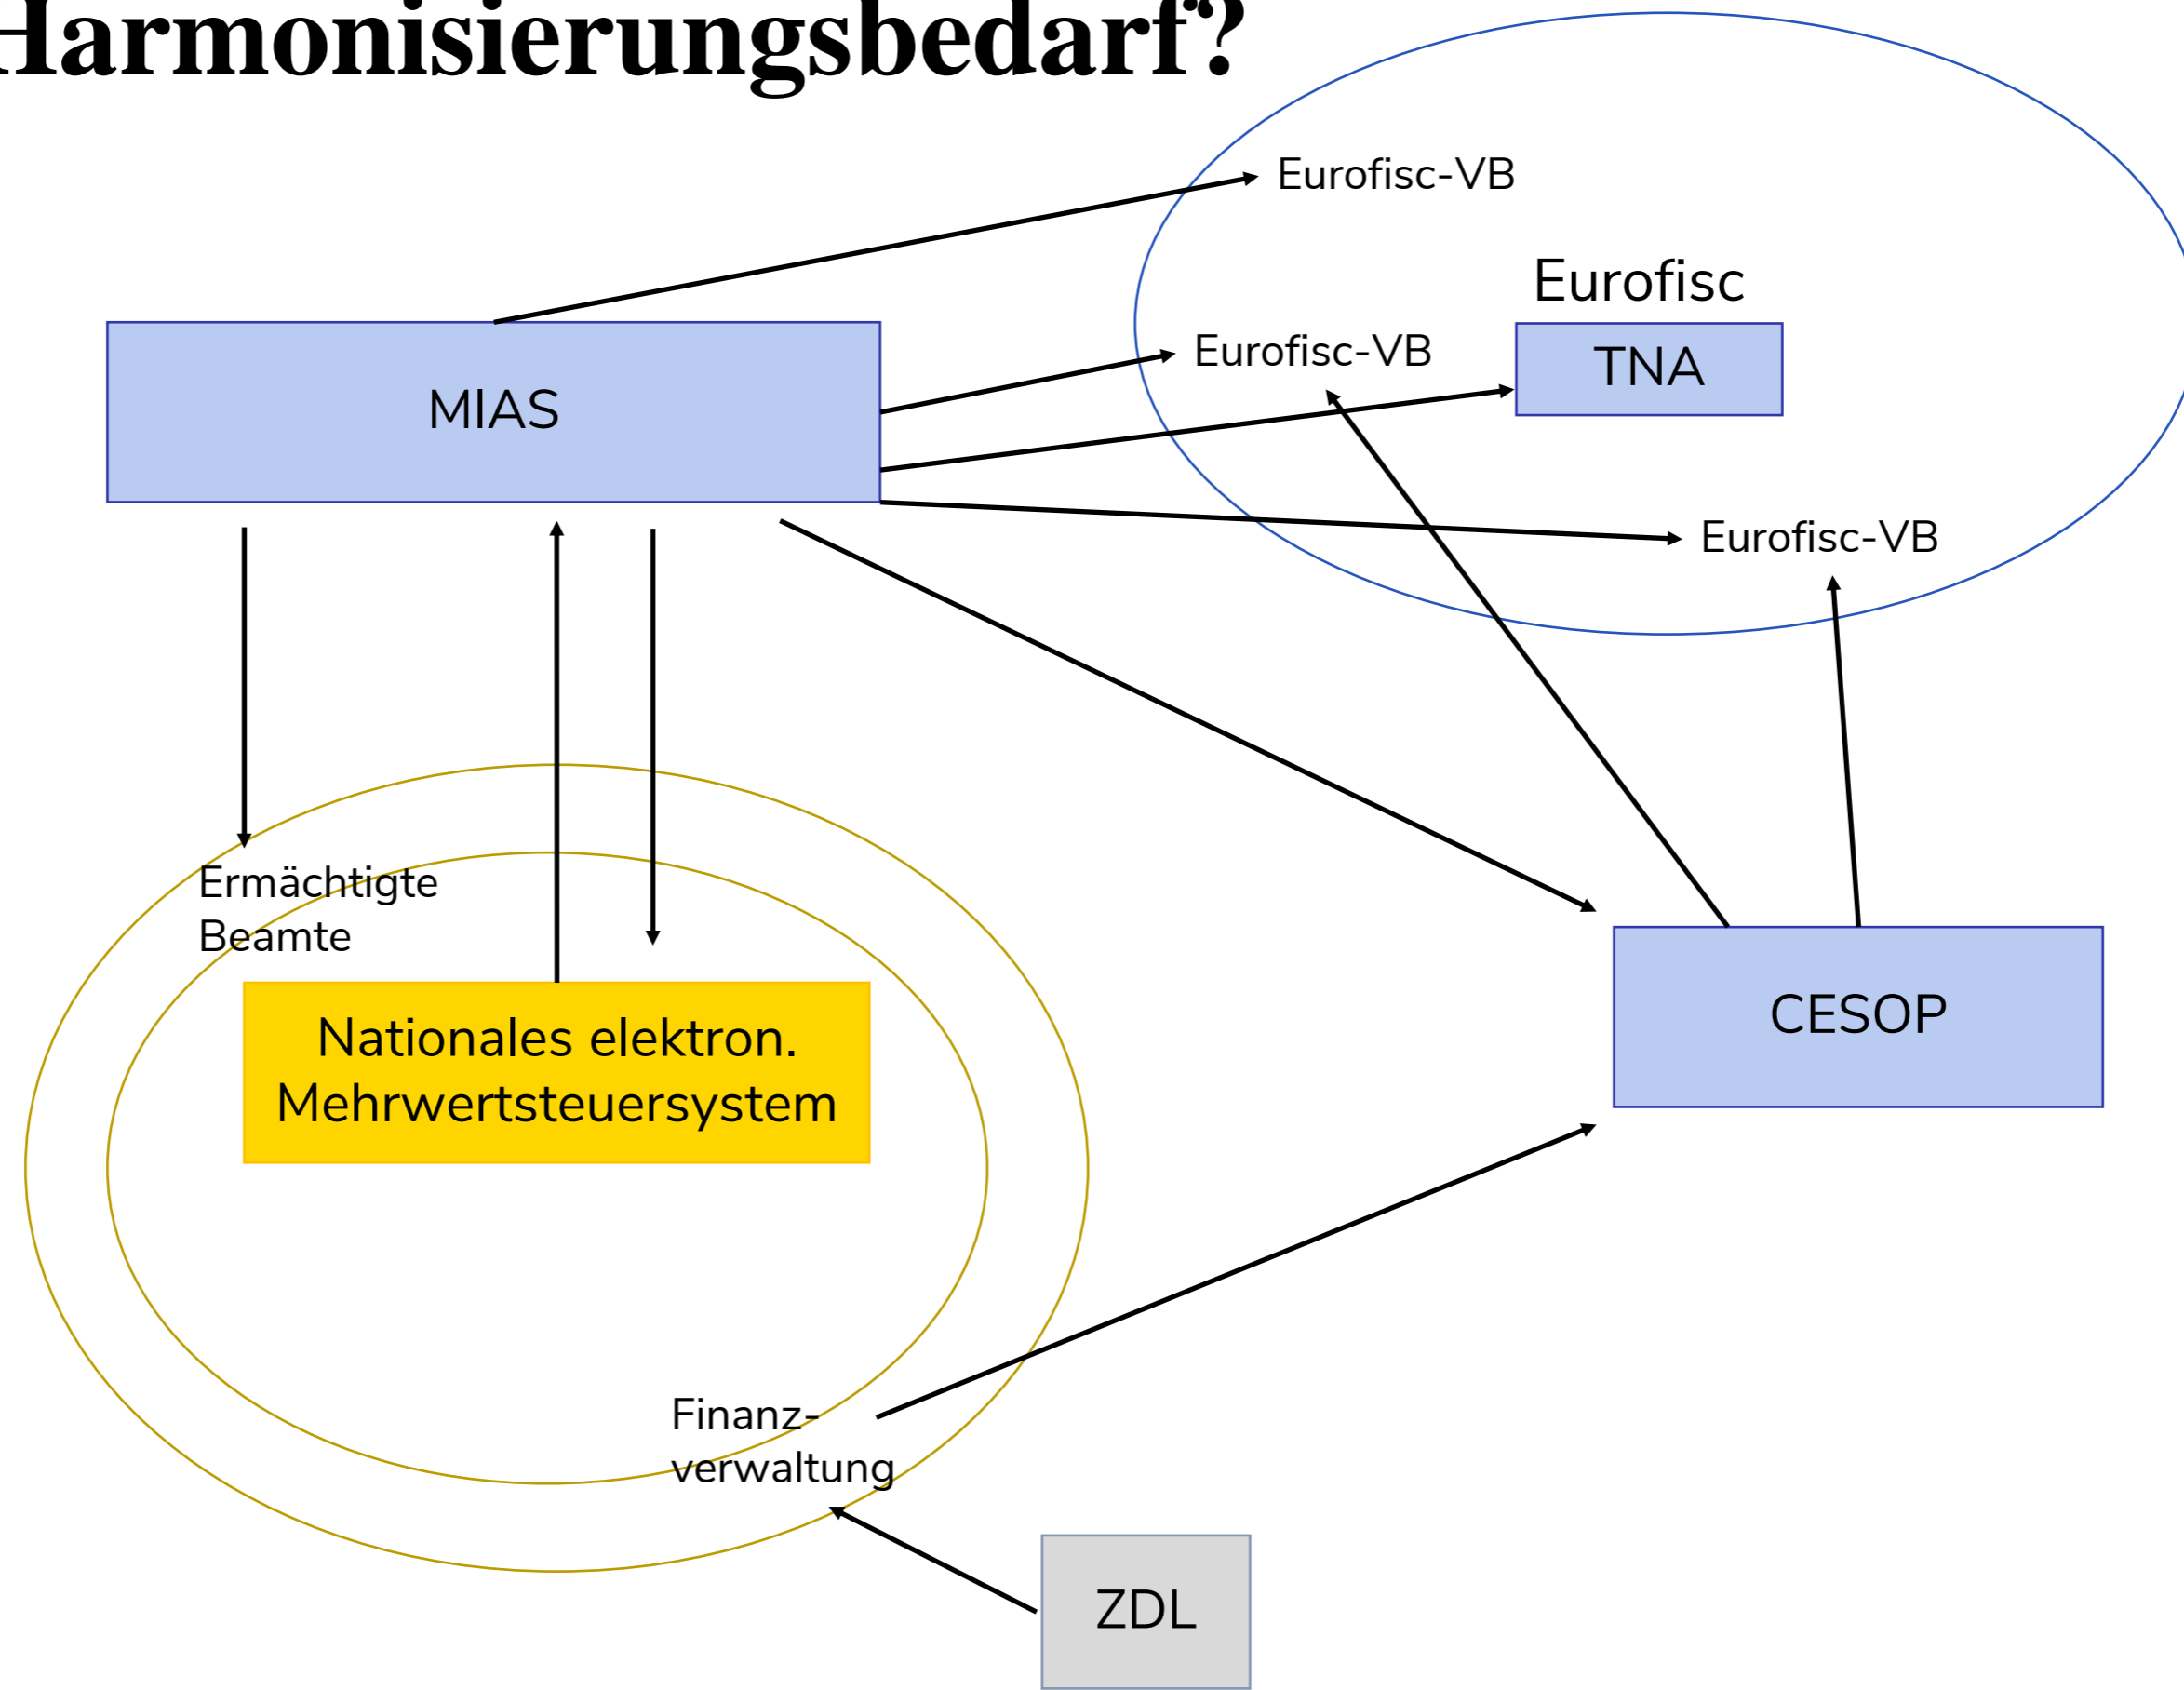 Harmonisierungsbedarf?
Eurofisc-VB
Eurofisc
Eurofisc-VB
TNA
MIAS
Eurofisc-VB
Ermächtigte
Beamte
Nationales elektron.
Mehrwertsteuersystem
CESOP
Finanz-
verwaltung
ZDL